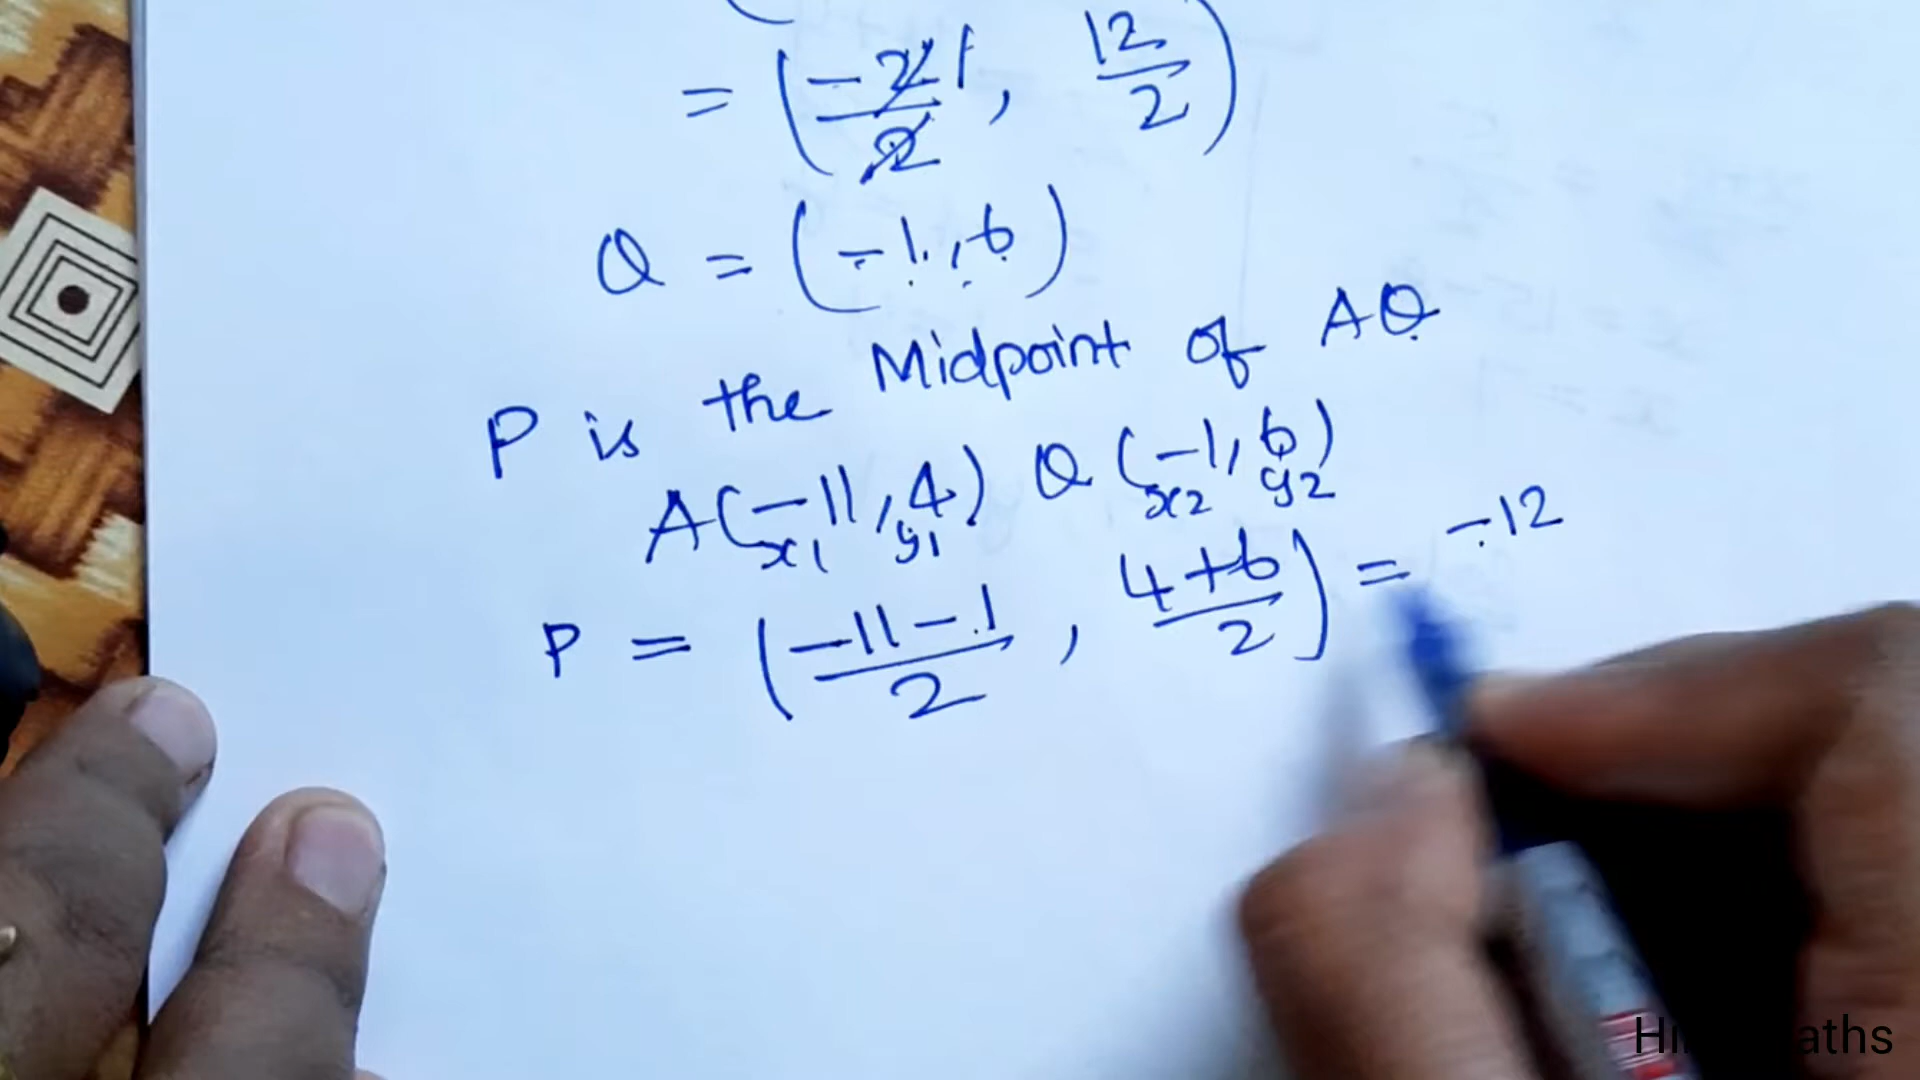 = (-2/2 1, 12/2)
Q = (-1, 6)
P is the Midpoint of AQ
A(-11, 4) Q(-1, 6)
x1 y1 x2 y2
P = (-11-1/2, 4+6/2) = -12